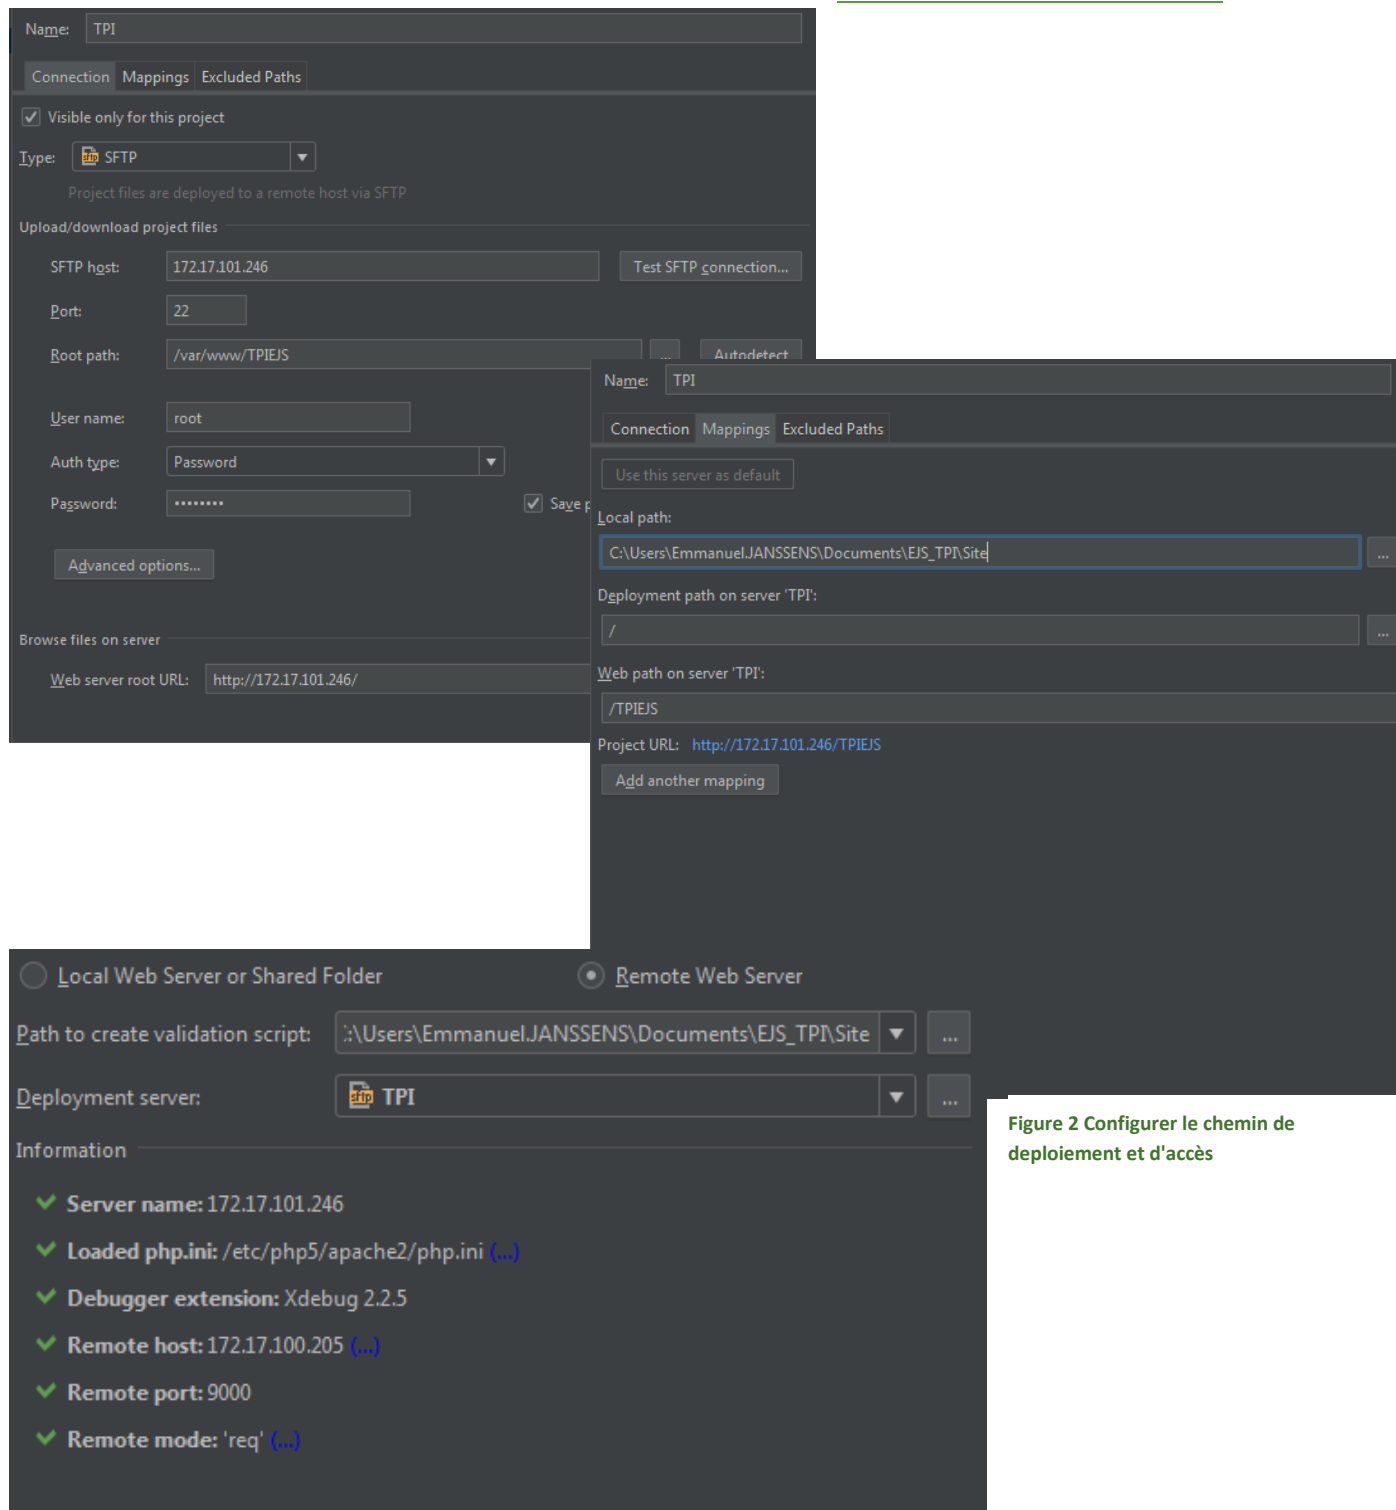 Name: TPI
Connection Mappings Excluded Paths
Visible only for this project
Type: SFTP
Project files are deployed to a remote host via SFTP
Upload/download project files
SFTP host: 172.17.101.246 Test SFTP connection...
Port: 22
Root path: /var/www/TPIEJS ... Autodetect
User name: root
Auth type: Password
Password: ••••••••
Save p
Advanced options...
Browse files on server
Web server root URL: http://172.17.101.246/
Name: TPI
Connection Mappings Excluded Paths
Use this server as default
Local path:
C:\Users\Emmanuel.JANSSENS\Documents\EJS_TPI\Site ...
Deployment path on server 'TPI':
/ ...
Web path on server 'TPI':
/TPIEJS
Project URL: http://172.17.101.246/TPIEJS
Add another mapping
Local Web Server or Shared Folder Remote Web Server
Path to create validation script: :\Users\Emmanuel.JANSSENS\Documents\EJS_TPI\Site ...
Deployment server: TPI ...
Information
Server name: 172.17.101.246
Loaded php.ini: /etc/php5/apache2/php.ini (...)
Debugger extension: Xdebug 2.2.5
Remote host: 172.17.100.205 (...)
Remote port: 9000
Remote mode: 'req' (...)
Figure 2 Configurer le chemin de
deploiement et d'accès